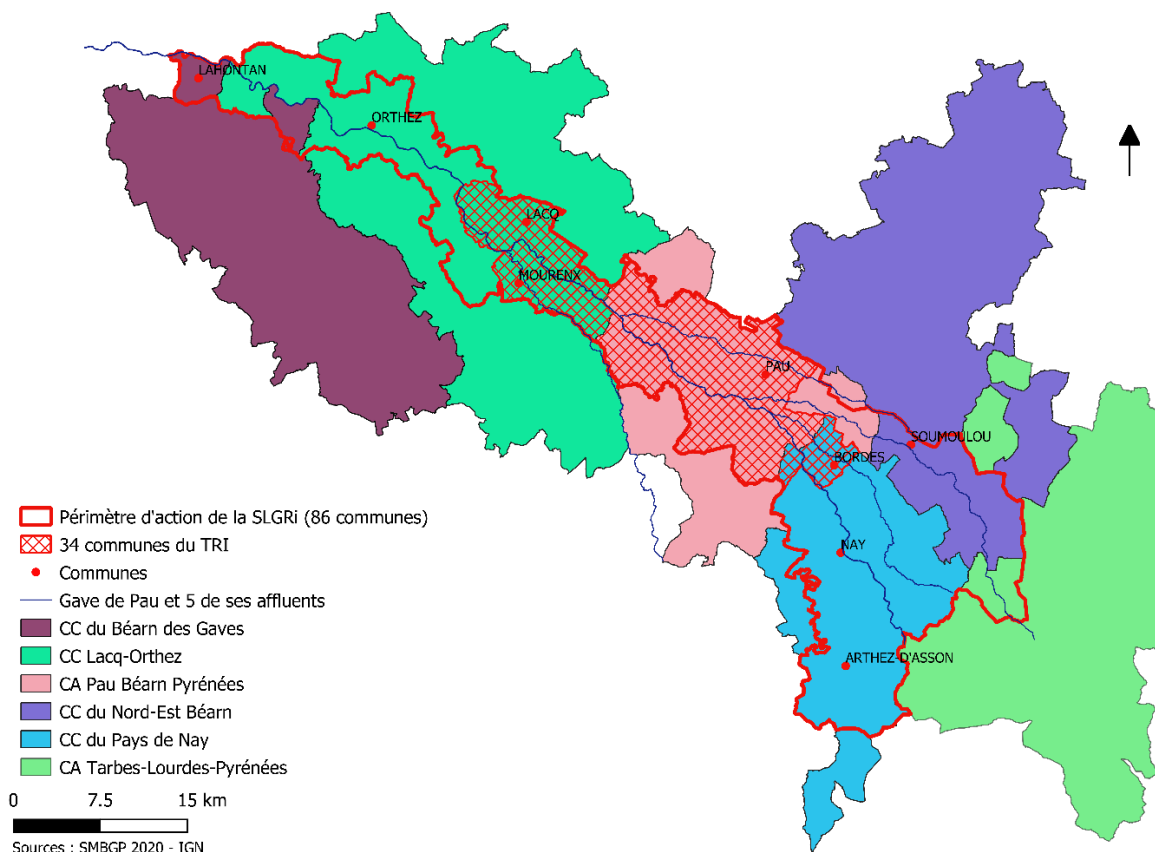 LAHONTAN
ORTHEZ
LACQ
MOURENX
PAU
SOUMOULOU
BORDES
NAY
ARTHEZ-D'ASSON
Périmètre d'action de la SLGRi (86 communes)
34 communes du TRI
Communes
Gave de Pau et 5 de ses affluents
CC du Béarn des Gaves
CC Lacq-Orthez
CA Pau Béarn Pyrénées
CC du Nord-Est Béarn
CC du Pays de Nay
CA Tarbes-Lourdes-Pyrénées
0 7.5 15 km
Sources : SMBGP 2020 - IGN